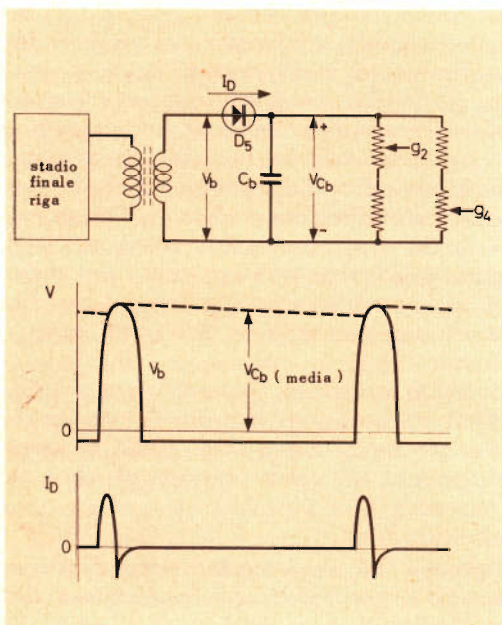 I_D
D_5
stadio
finale
riga
V_b
C_b
+
V_Cb
-
g_2
g_4
V
V_b
V_Cb ( media )
0
I_D
0